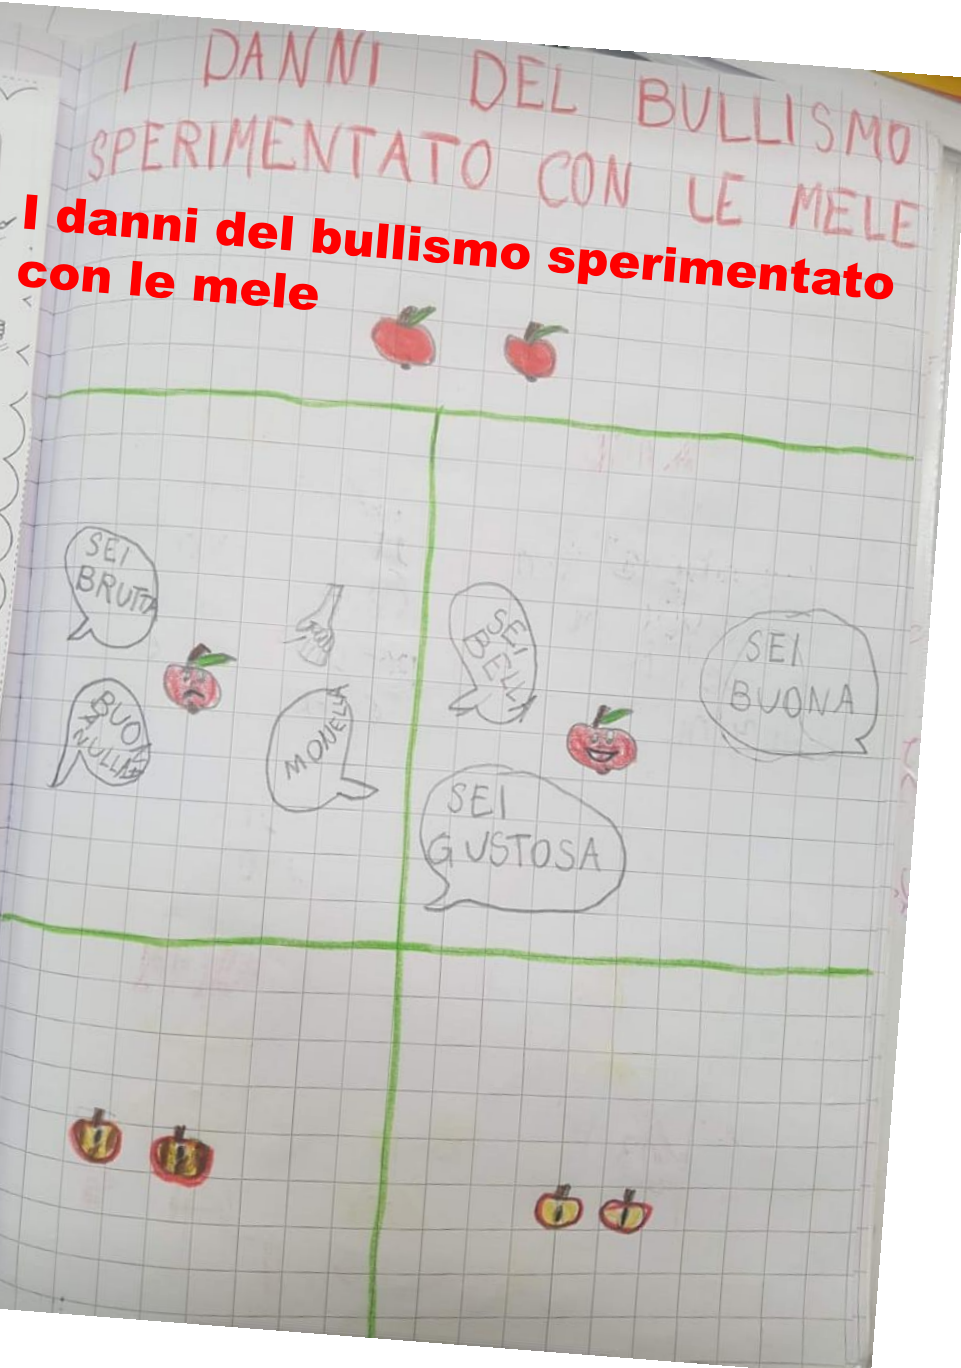 I DANNI DEL BULLISMO
SPERIMENTATO CON LE MELE
I danni del bullismo sperimentato
con le mele
SEI
BRUTTA
BUON
A NULLA
MONELLA
SEI
BELLA
SEI
BUONA
SEI
GUSTOSA